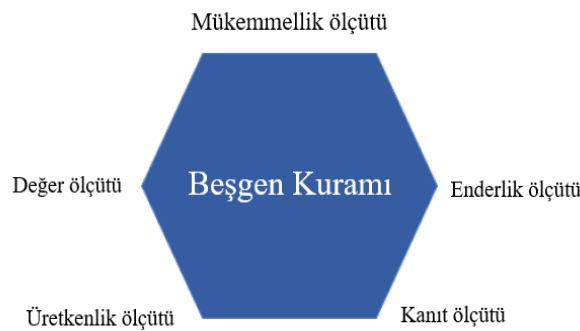 Mükemmellik ölçütü
Değer ölçütü
Beşgen Kuramı
Enderlik ölçütü
Üretkenlik ölçütü
Kanıt ölçütü